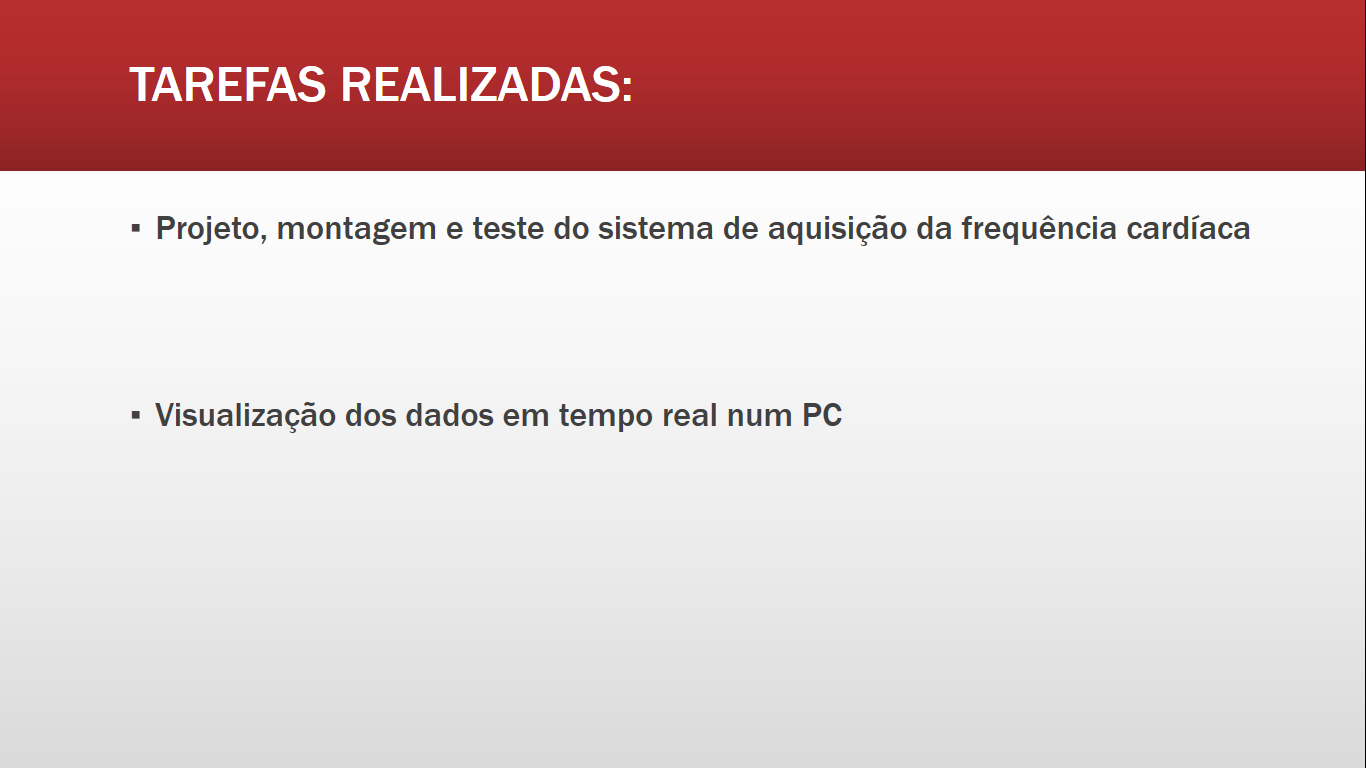 TAREFAS REALIZADAS:
▪ Projeto, montagem e teste do sistema de aquisição da frequência cardíaca
▪ Visualização dos dados em tempo real num PC